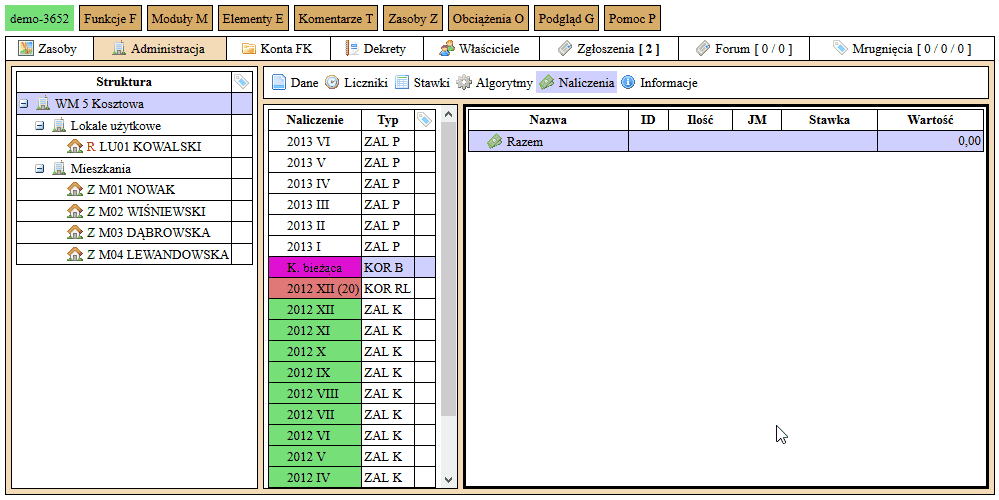 demo-3652 Funkcje F Moduły M Elementy E Komentarze T Zasoby Z Obciążenia O Podgląd G Pomoc P
Zasoby Administracja Konta FK Dekrety Właściciele Zgłoszenia [ 2 ] Forum [ 0 / 0 ] Mrugnięcia [ 0 / 0 / 0 ]
Struktura
WM 5 Kosztowa
Lokale użytkowe
R LU01 KOWALSKI
Mieszkania
Z M01 NOWAK
Z M02 WIŚNIEWSKI
Z M03 DĄBROWSKA
Z M04 LEWANDOWSKA
Dane Liczniki Stawki Algorytmy Naliczenia Informacje
Naliczenie Typ
2013 VI ZAL P
2013 V ZAL P
2013 IV ZAL P
2013 III ZAL P
2013 II ZAL P
2013 I ZAL P
K. bieżąca KOR B
2012 XII (20) KOR RL
2012 XII ZAL K
2012 XI ZAL K
2012 X ZAL K
2012 IX ZAL K
2012 VIII ZAL K
2012 VII ZAL K
2012 VI ZAL K
2012 V ZAL K
2012 IV ZAL K
Nazwa ID Ilość JM Stawka Wartość
Razem 0,00